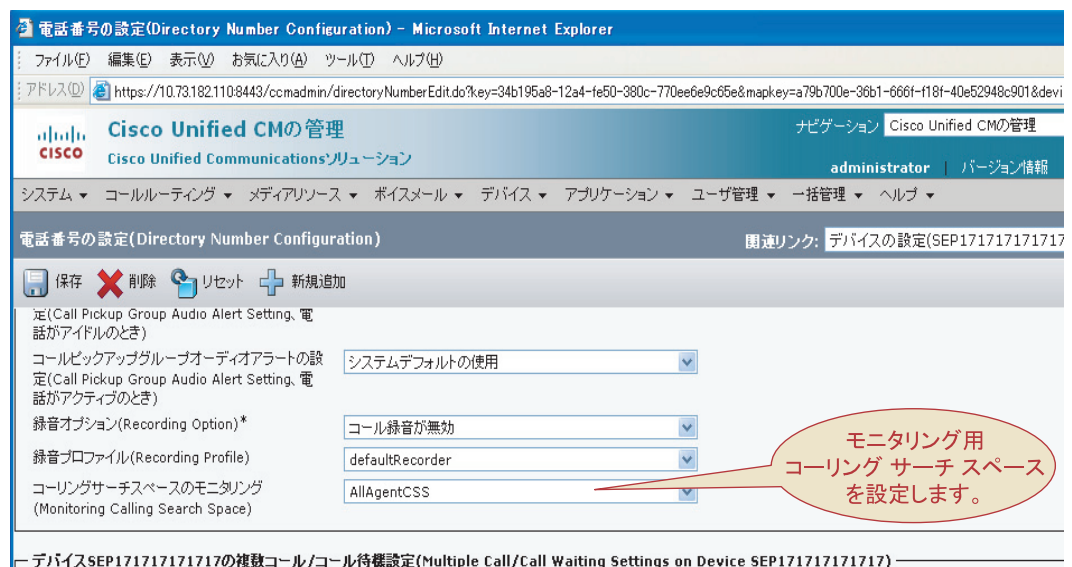 電話番号の設定(Directory Number Configuration) - Microsoft Internet Explorer
ファイル(F) 編集(E) 表示(V) お気に入り(A) ツール(T) ヘルプ(H)
アドレス(D) https://10.73.182.110:8443/ccmadmin/directoryNumberEdit.do?key=34b195a8-12a4-fe50-380c-770ee6e9c65e&mapkey=a79b700e-36b1-666f-f18f-40e52948c901&devi
Cisco Unified CMの管理
ナビゲーション Cisco Unified CMの管理
CISCO
Cisco Unified Communicationsソリューション
administrator | バージョン情報
システム コールルーティング メディアリソース ボイスメール デバイス アプリケーション ユーザ管理 一括管理 ヘルプ
電話番号の設定(Directory Number Configuration)
関連リンク: デバイスの設定(SEP171717171717
保存 削除 リセット 新規追加
定(Call Pickup Group Audio Alert Setting、電
話がアイドルのとき)
コールピックアップグループオーディオアラートの設
定(Call Pickup Group Audio Alert Setting、電
話がアクティブのとき)
システムデフォルトの使用
録音オプション(Recording Option)*
コール録音が無効
録音プロファイル(Recording Profile)
defaultRecorder
コーリングサーチスペースのモニタリング
(Monitoring Calling Search Space)
AllAgentCSS
モニタリング用
コーリング サーチ スペース
を設定します。
デバイスSEP171717171717の複数コール/コール待機設定(Multiple Call/Call Waiting Settings on Device SEP171717171717)